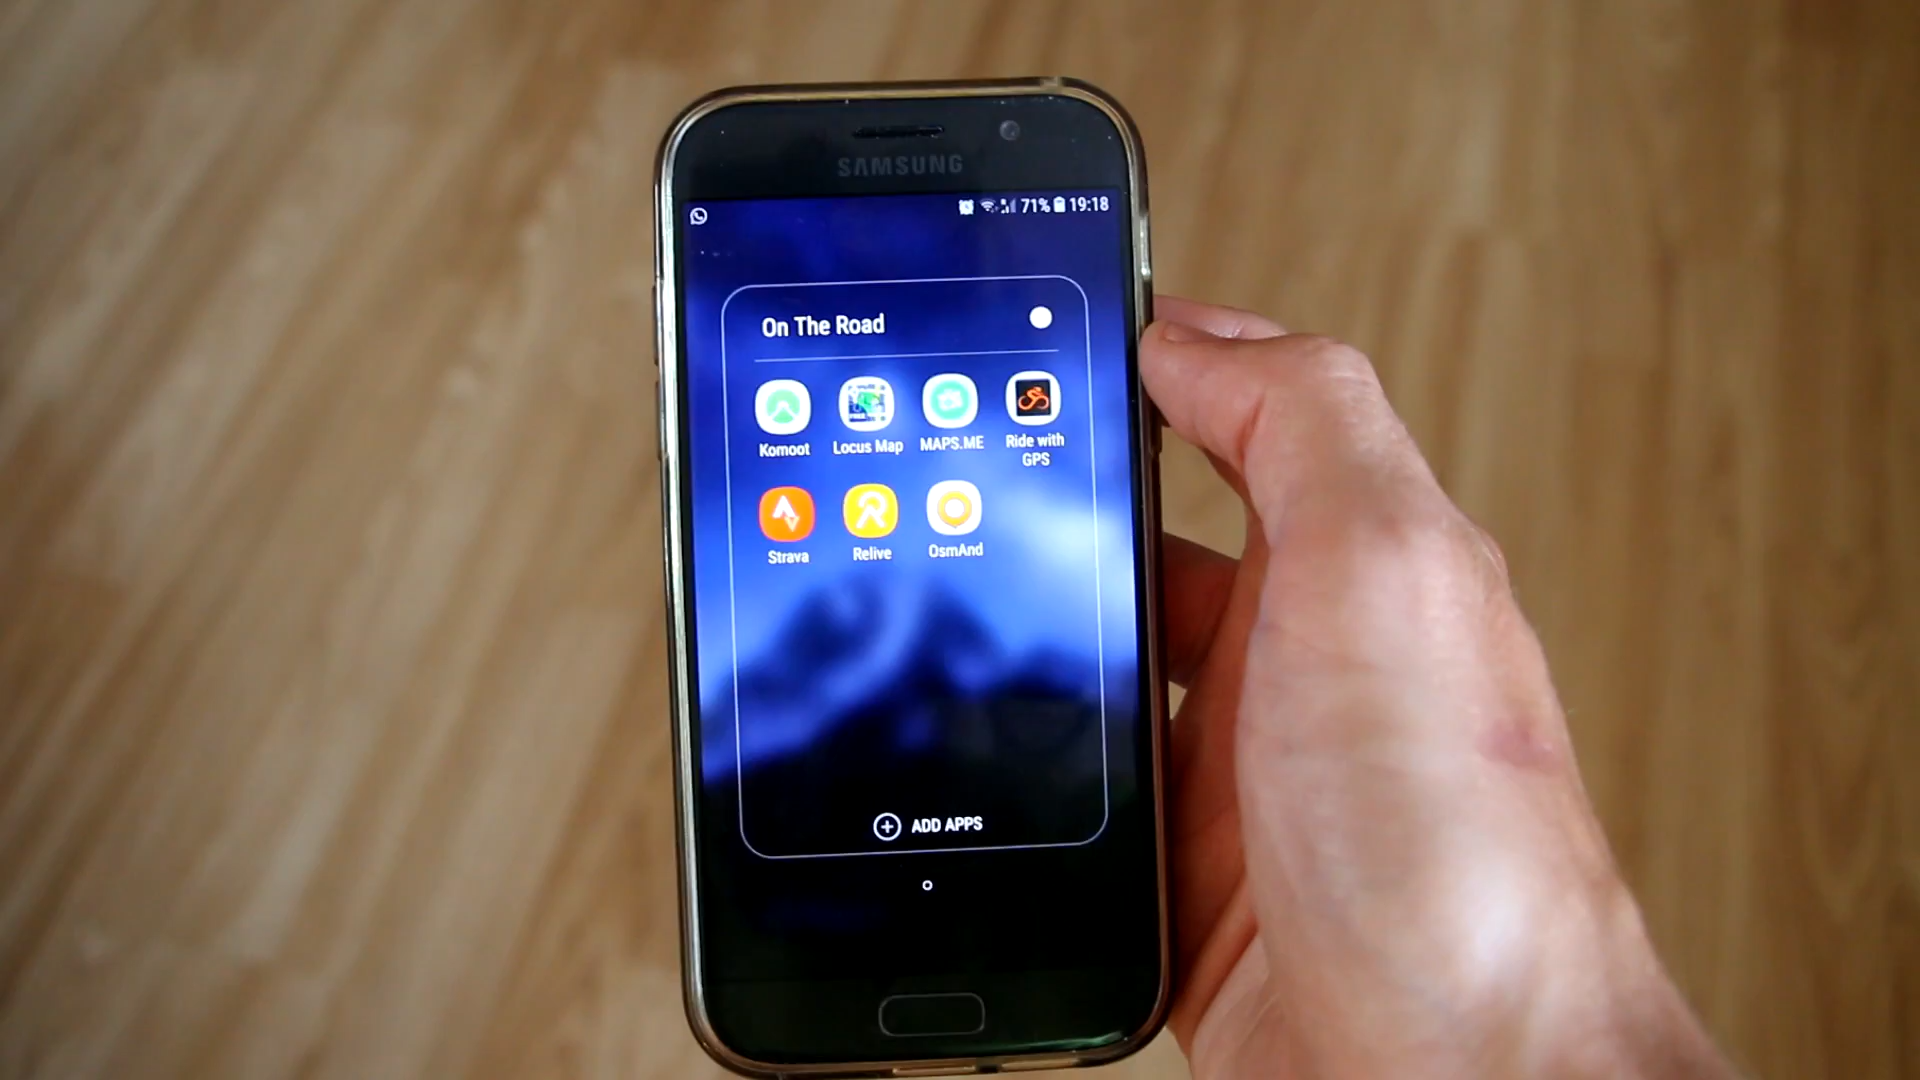 SAMSUNG
71% 19:18
On The Road
Komoot
Locus Map
MAPS.ME
Ride with
GPS
Strava
Relive
OsmAnd
ADD APPS